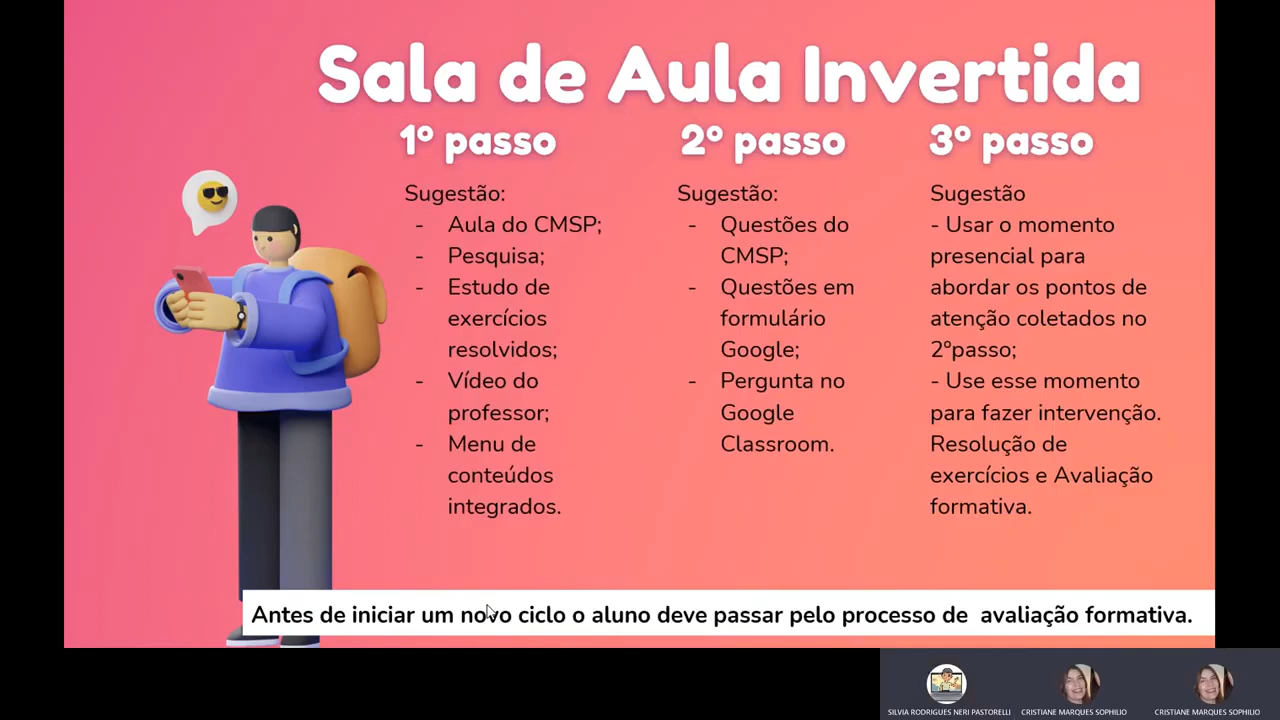 Sala de Aula Invertida
1º passo
Sugestão:
- Aula do CMSP;
- Pesquisa;
- Estudo de
exercícios
resolvidos;
- Vídeo do
professor;
- Menu de
conteúdos
integrados.
2º passo
Sugestão:
- Questões do
CMSP;
- Questões em
formulário
Google;
- Pergunta no
Google
Classroom.
3º passo
Sugestão
- Usar o momento
presencial para
abordar os pontos de
atenção coletados no
2ºpasso;
- Use esse momento
para fazer intervenção.
Resolução de
exercícios e Avaliação
formativa.
Antes de iniciar um novo ciclo o aluno deve passar pelo processo de  avaliação formativa.
SILVIA RODRIGUES NERI PASTORELLI
CRISTIANE MARQUES SOPHILIO
CRISTIANE MARQUES SOPHILIO